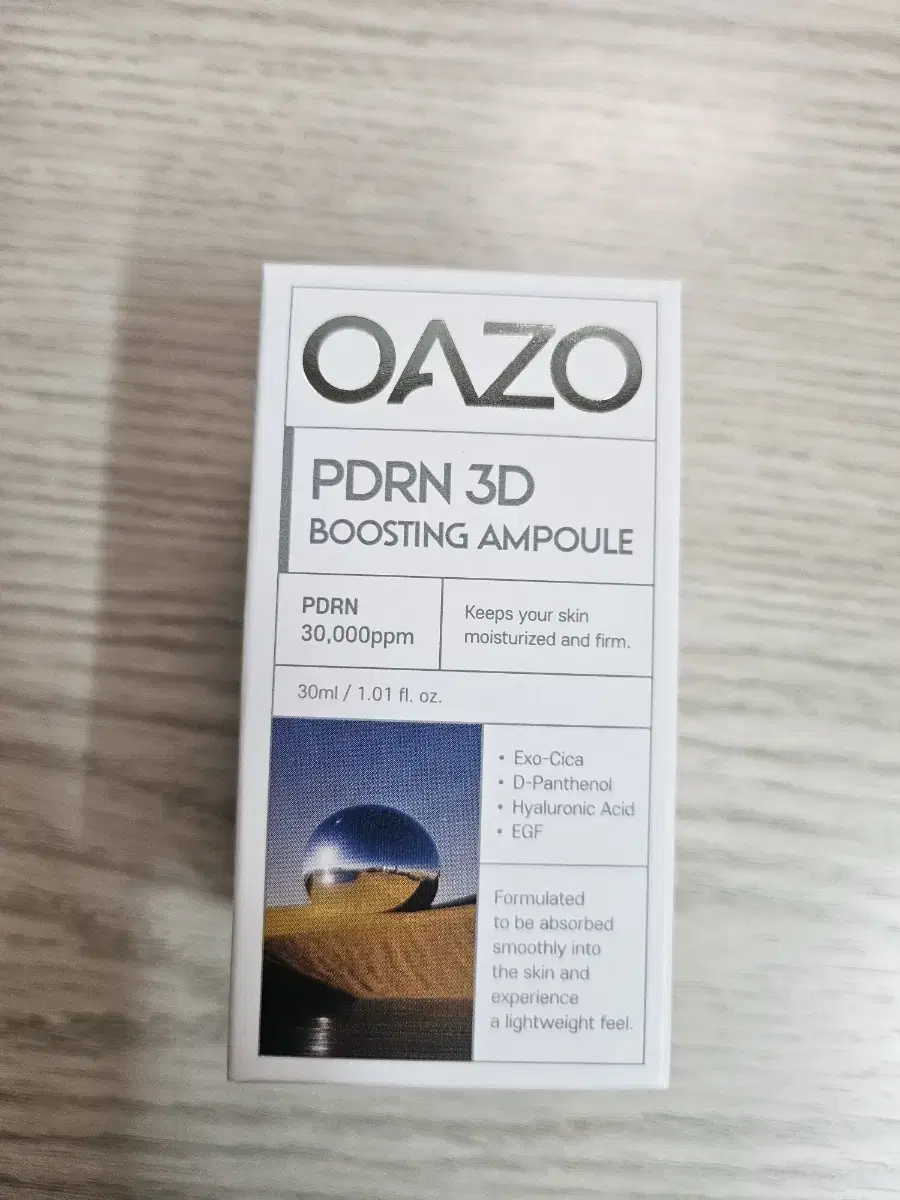 OAZO
PDRN 3D
BOOSTING AMPOULE
PDRN
30,000ppm
Keeps your skin
moisturized and firm.
30ml / 1.01 fl. oz.
• Exo-Cica
• D-Panthenol
• Hyaluronic Acid
• EGF
Formulated
to be absorbed
smoothly into
the skin and
experience
a lightweight feel.